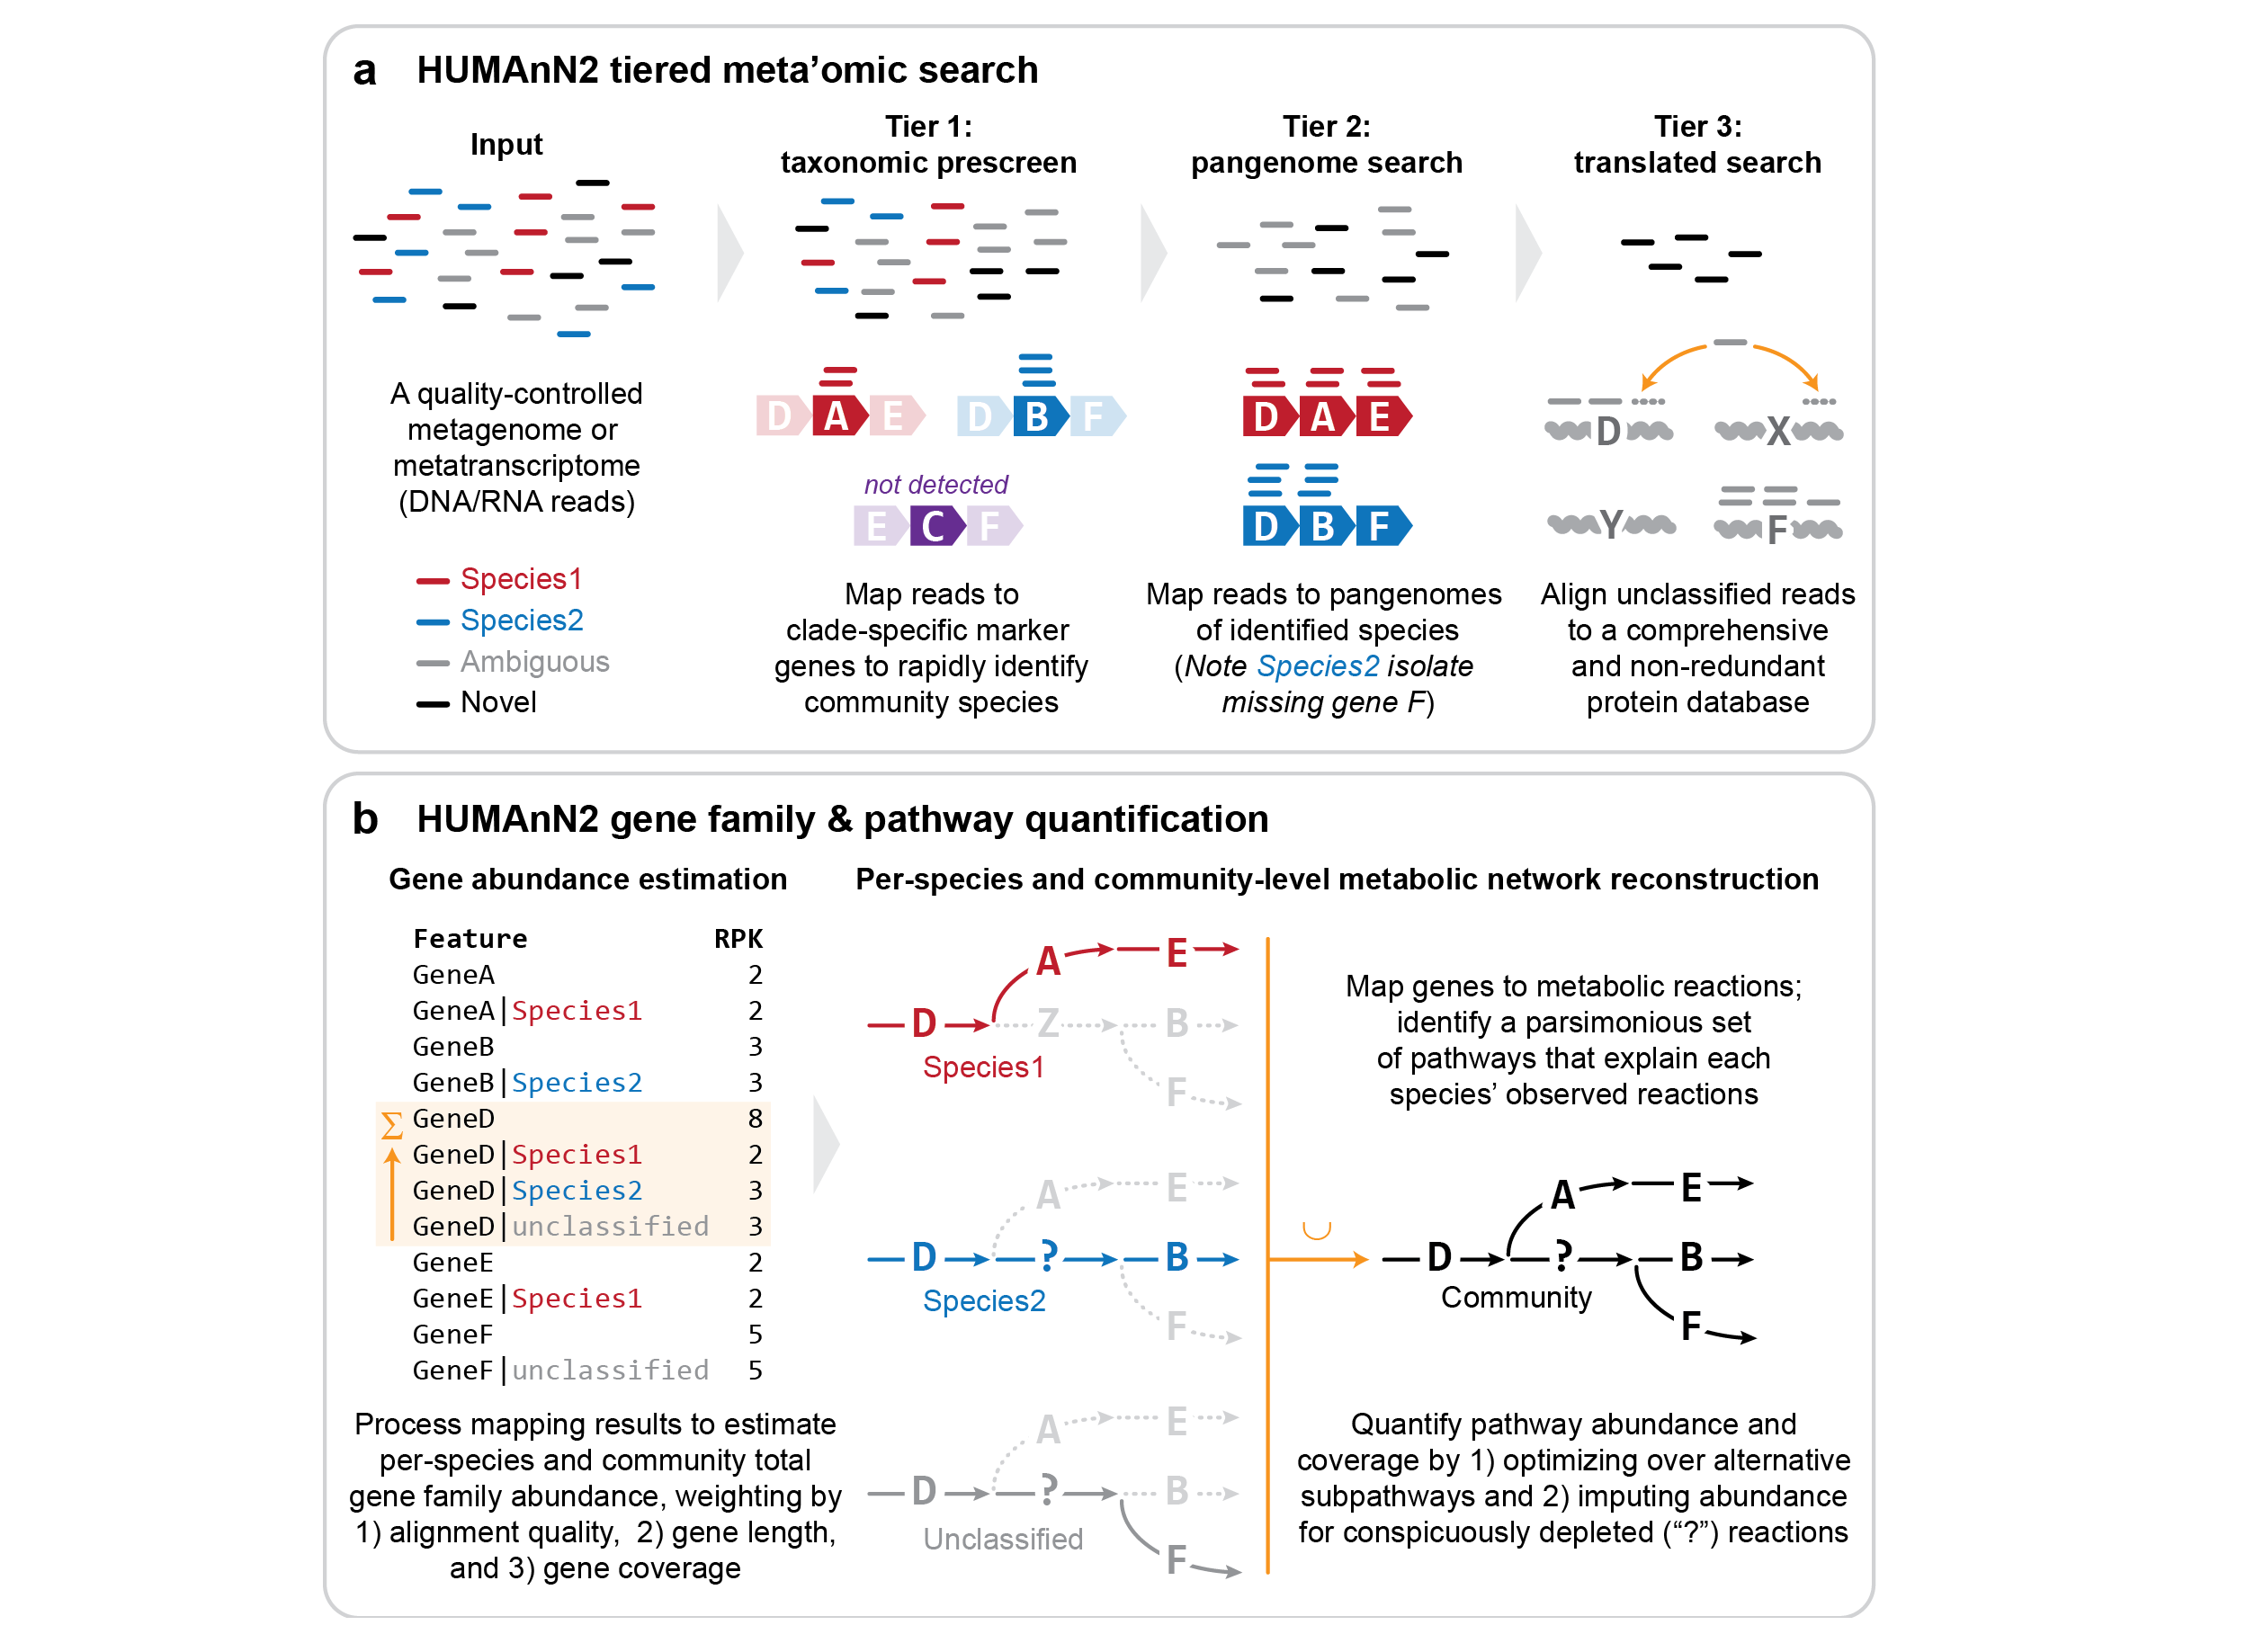 a HUMAnN2 tiered meta’omic search
Input
A quality-controlled
metagenome or
metatranscriptome
(DNA/RNA reads)
Species1
Species2
Ambiguous
Novel
Tier 1:
taxonomic prescreen
D A E
D B F
not detected
E C F
Map reads to
clade-specific marker
genes to rapidly identify
community species
Tier 2:
pangenome search
D A E
D B F
Map reads to pangenomes
of identified species
(Note Species2 isolate
missing gene F)
Tier 3:
translated search
D X
Y F
Align unclassified reads
to a comprehensive
and non-redundant
protein database
b HUMAnN2 gene family & pathway quantification
Gene abundance estimation
Feature RPK
GeneA 2
GeneA|Species1 2
GeneB 3
GeneB|Species2 3
Σ GeneD 8
GeneD|Species1 2
GeneD|Species2 3
GeneD|unclassified 3
GeneE 2
GeneE|Species1 2
GeneF 5
GeneF|unclassified 5
Process mapping results to estimate
per-species and community total
gene family abundance, weighting by
1) alignment quality, 2) gene length,
and 3) gene coverage
Per-species and community-level metabolic network reconstruction
A E
D Z B
Species1
F
A E
D ? B
Species2
F
A E
D ? B
Unclassified
F
Map genes to metabolic reactions;
identify a parsimonious set
of pathways that explain each
species’ observed reactions
∪
A E
D ? B
Community
F
Quantify pathway abundance and
coverage by 1) optimizing over alternative
subpathways and 2) imputing abundance
for conspicuously depleted (“?”) reactions